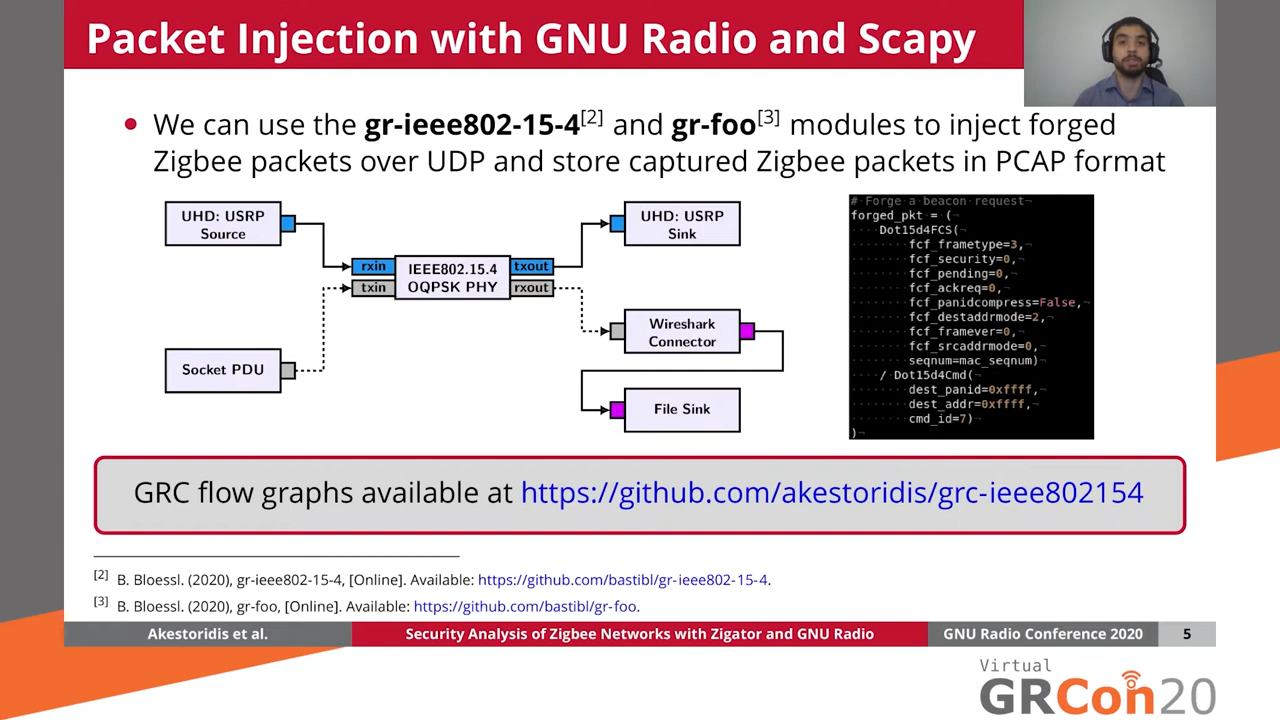 Packet Injection with GNU Radio and Scapy
• We can use the gr-ieee802-15-4[2] and gr-foo[3] modules to inject forged
Zigbee packets over UDP and store captured Zigbee packets in PCAP format
UHD: USRP
Source
rxin
txin
IEEE802.15.4
OQPSK PHY
txout
rxout
UHD: USRP
Sink
Socket PDU
Wireshark
Connector
File Sink
# Forge a beacon request¬
forged_pkt = (¬
····Dot15d4FCS(¬
········fcf_frametype=3,¬
········fcf_security=0,¬
········fcf_pending=0,¬
········fcf_ackreq=0,¬
········fcf_panidcompress=False,¬
········fcf_destaddrmode=2,¬
········fcf_framever=0,¬
········fcf_srcaddrmode=0,¬
········seqnum=mac_seqnum)¬
····/ Dot15d4Cmd(¬
········dest_panid=0xffff,¬
········dest_addr=0xffff,¬
········cmd_id=7)¬
)¬
GRC flow graphs available at https://github.com/akestoridis/grc-ieee802154
[2] B. Bloessl. (2020), gr-ieee802-15-4, [Online]. Available: https://github.com/bastibl/gr-ieee802-15-4.
[3] B. Bloessl. (2020), gr-foo, [Online]. Available: https://github.com/bastibl/gr-foo.
Akestoridis et al.
Security Analysis of Zigbee Networks with Zigator and GNU Radio
GNU Radio Conference 2020
5
Virtual
GRCon20